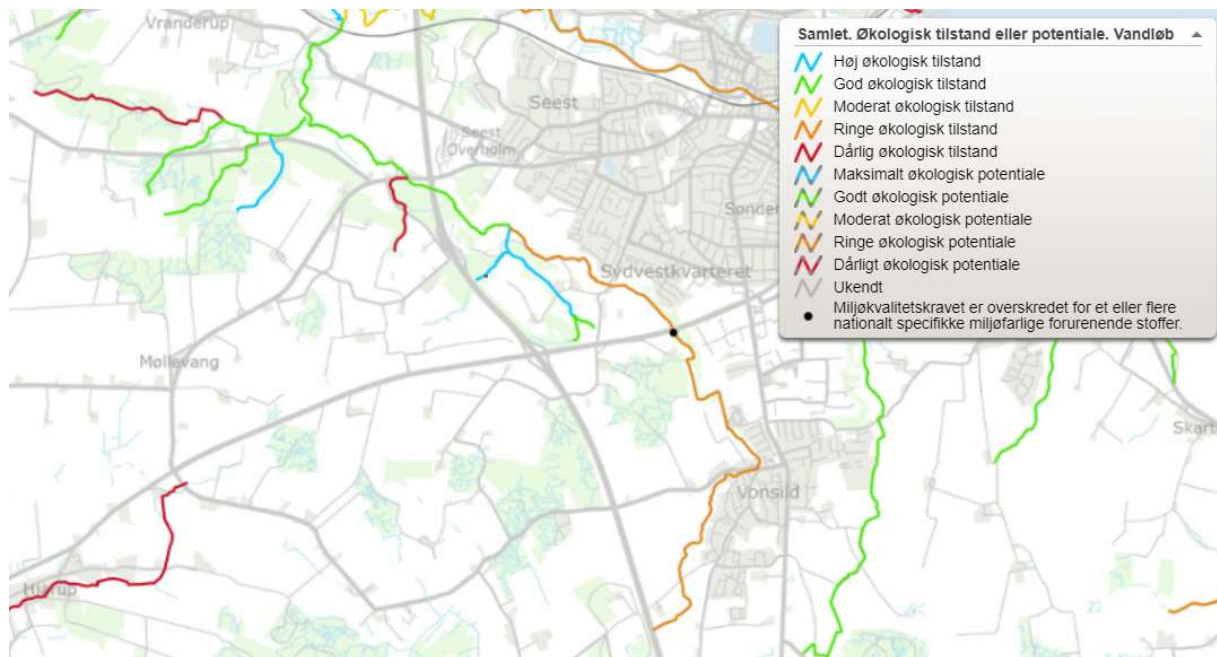 Vranderup
Samlet. Økologisk tilstand eller potentiale. Vandløb
Høj økologisk tilstand
God økologisk tilstand
Moderat økologisk tilstand
Ringe økologisk tilstand
Dårlig økologisk tilstand
Maksimalt økologisk potentiale
Godt økologisk potentiale
Moderat økologisk potentiale
Ringe økologisk potentiale
Dårligt økologisk potentiale
Ukendt
Miljøkvalitetskravet er overskredet for et eller flere
nationalt specifikke miljøfarlige forurenende stoffer.
Seest
Seest
Overholm
Sønder
Sydvestkvarteret
Møllevang
Skart
Vonsild
Hjarup